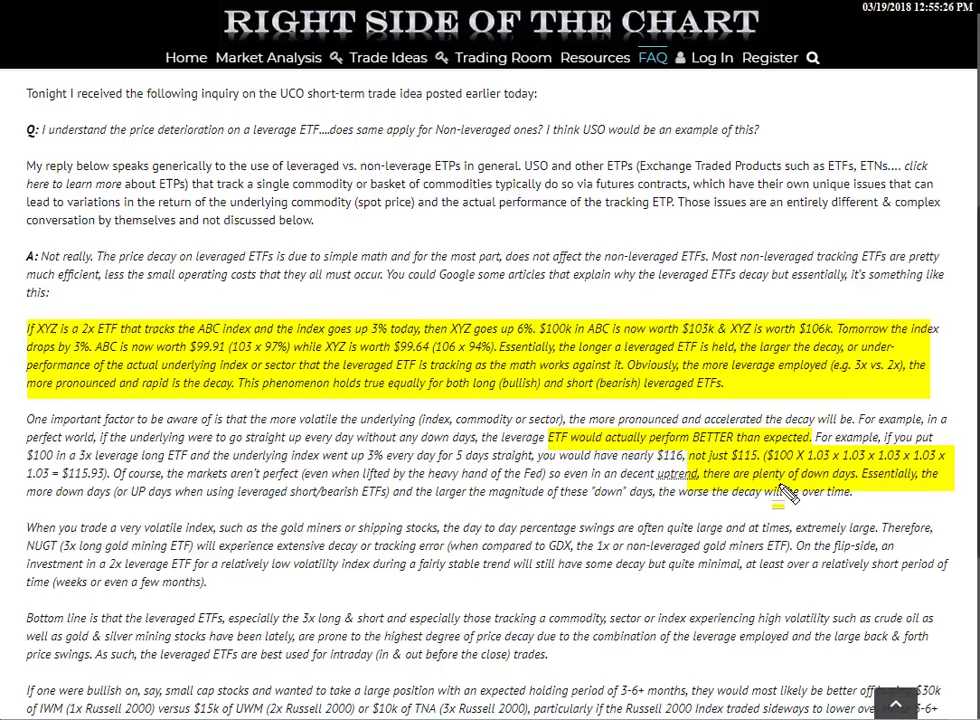 03/19/2018 12:55:26 PM
RIGHT SIDE OF THE CHART
Home Market Analysis Trade Ideas Trading Room Resources FAQ Log In Register
Tonight I received the following inquiry on the UCO short-term trade idea posted earlier today:
Q: I understand the price deterioration on a leverage ETF....does same apply for Non-leveraged ones? I think USO would be an example of this?
My reply below speaks generically to the use of leveraged vs. non-leverage ETPs in general. USO and other ETPs (Exchange Traded Products such as ETFs, ETNs.... click
here to learn more about ETPs) that track a single commodity or basket of commodities typically do so via futures contracts, which have their own unique issues that can
lead to variations in the return of the underlying commodity (spot price) and the actual performance of the tracking ETP. Those issues are an entirely different & complex
conversation by themselves and not discussed below.
A: Not really. The price decay on leveraged ETFs is due to simple math and for the most part, does not affect the non-leveraged ETFs. Most non-leveraged tracking ETFs are pretty
much efficient, less the small operating costs that they all must occur. You could Google some articles that explain why the leveraged ETFs decay but essentially, it's something like
this:
If XYZ is a 2x ETF that tracks the ABC index and the index goes up 3% today, then XYZ goes up 6%. $100k in ABC is now worth $103k & XYZ is worth $106k. Tomorrow the index
drops by 3%. ABC is now worth $99.91 (103 x 97%) while XYZ is worth $99.64 (106 x 94%). Essentially, the longer a leveraged ETF is held, the larger the decay, or under-
performance of the actual underlying index or sector that the leveraged ETF is tracking as the math works against it. Obviously, the more leverage employed (e.g. 3x vs. 2x), the
more pronounced and rapid is the decay. This phenomenon holds true equally for both long (bullish) and short (bearish) leveraged ETFs.
One important factor to be aware of is that the more volatile the underlying (index, commodity or sector), the more pronounced and accelerated the decay will be. For example, in a
perfect world, if the underlying were to go straight up every day without any down days, the leverage ETF would actually perform BETTER than expected. For example, if you put
$100 in a 3x leverage long ETF and the underlying index went up 3% every day for 5 days straight, you would have nearly $116, not just $115. ($100 X 1.03 x 1.03 x 1.03 x 1.03 x
1.03 = $115.93). Of course, the markets aren't perfect (even when lifted by the heavy hand of the Fed) so even in an decent uptrend, there are plenty of down days. Essentially, the
more down days (or UP days when using leveraged short/bearish ETFs) and the larger the magnitude of these "down" days, the worse the decay will be over time.
When you trade a very volatile index, such as the gold miners or shipping stocks, the day to day percentage swings are often quite large and at times, extremely large. Therefore,
NUGT (3x long gold mining ETF) will experience extensive decay or tracking error (when compared to GDX, the 1x or non-leveraged gold miners ETF). On the flip-side, an
investment in a 2x leverage ETF for a relatively low volatility index during a fairly stable trend will still have some decay but quite minimal, at least over a relatively short period of
time (weeks or even a few months).
Bottom line is that the leveraged ETFs, especially the 3x long & short and especially those tracking a commodity, sector or index experiencing high volatility such as crude oil as
well as gold & silver mining stocks have been lately, are prone to the highest degree of price decay due to the combination of the leverage employed and the large back & forth
price swings. As such, the leveraged ETFs are best used for intraday (in & out before the close) trades.
If one were bullish on, say, small cap stocks and wanted to take a large position with an expected holding period of 3-6+ months, they would most likely be better off $30k
of IWM (1x Russell 2000) versus $15k of UWM (2x Russell 2000) or $10k of TNA (3x Russell 2000), particularly if the Russell 2000 Index traded sideways to lower 3-6+